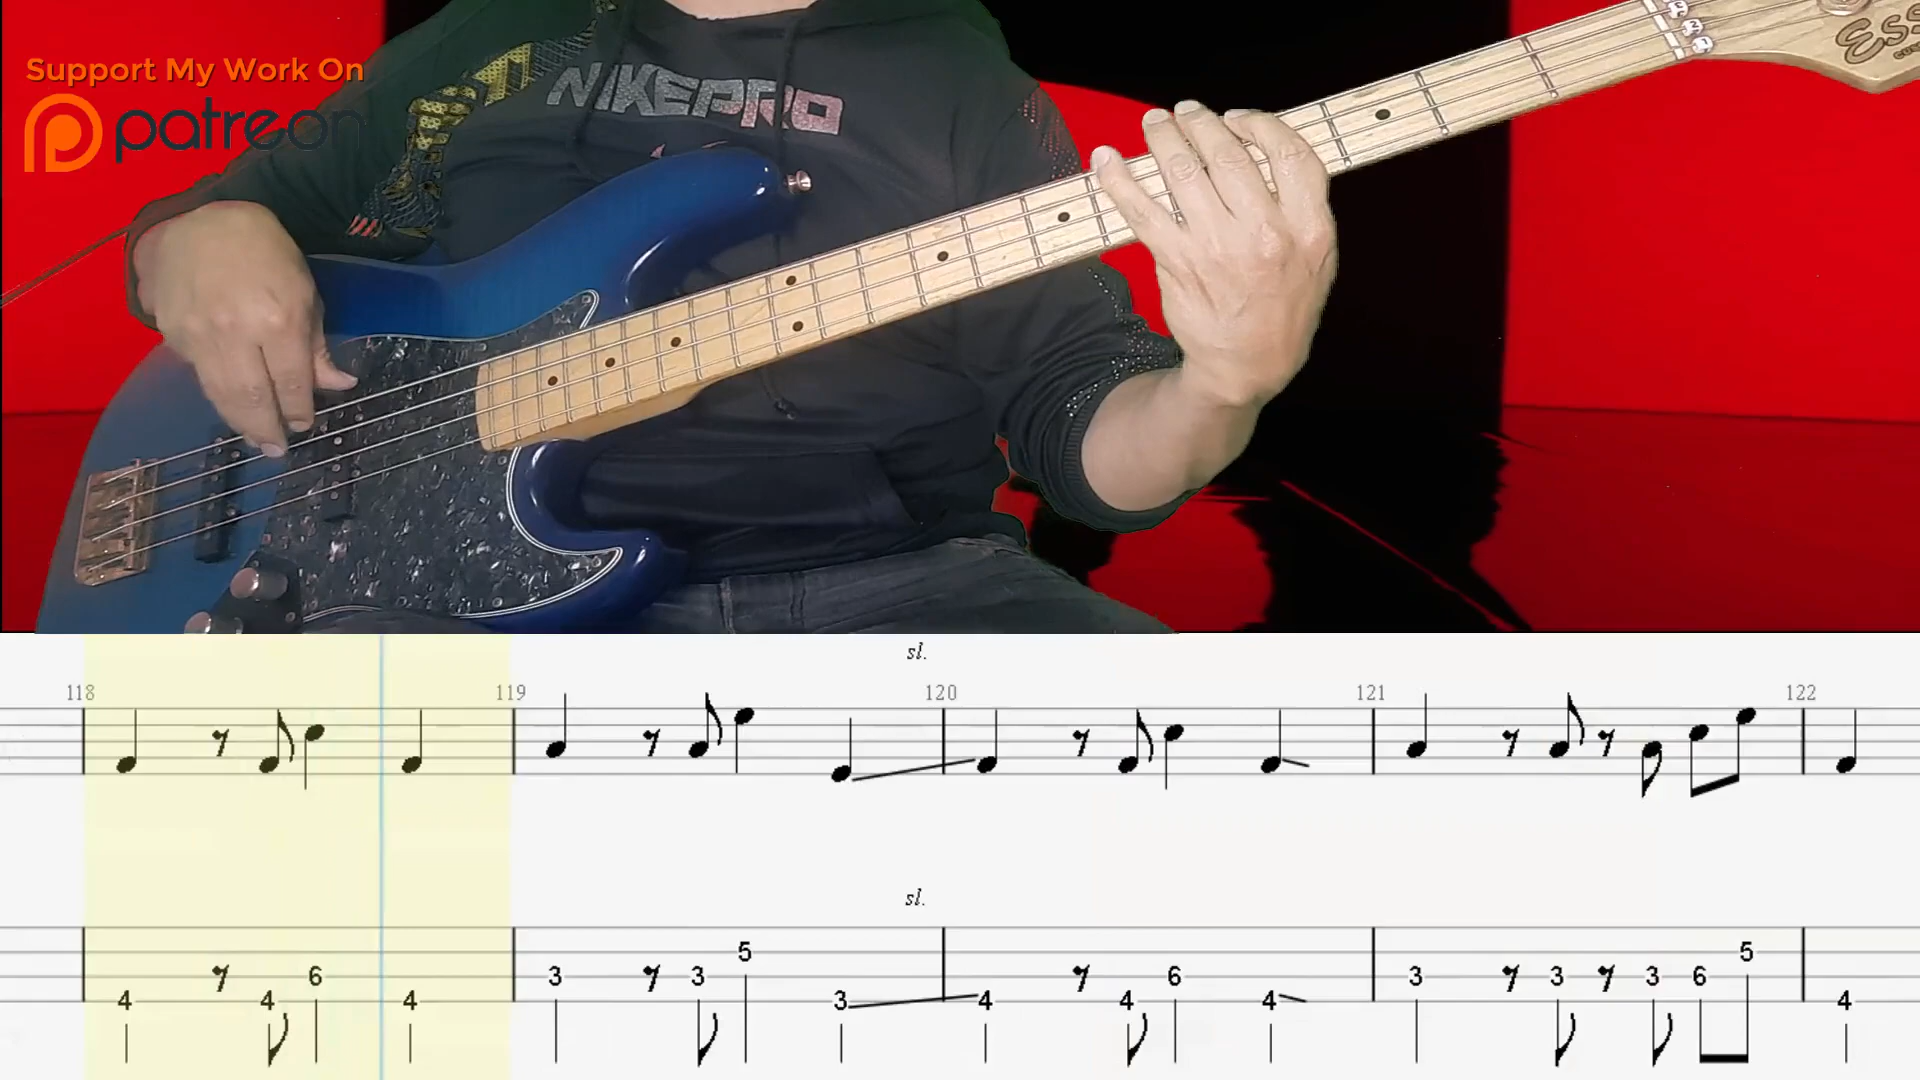 Support My Work On
patreon
NIKEPRO
Ess
sl.
118 119 120 121 122
sl.
4 4 6 4 3 3 5 3 4 4 6 4 3 3 3 6 5 4